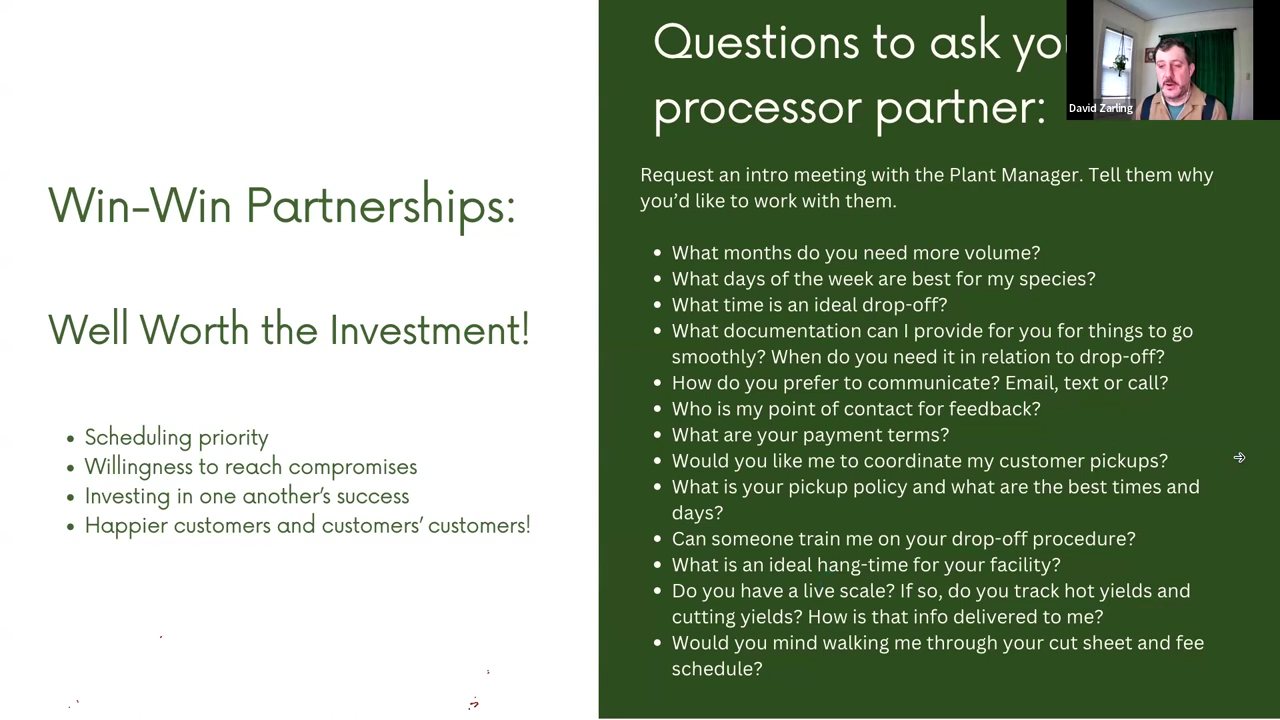 Win-Win Partnerships:
Well Worth the Investment!
Scheduling priority
Willingness to reach compromises
Investing in one another's success
Happier customers and customers' customers!
Questions to ask
processor partner:
David Zarling
Request an intro meeting with the Plant Manager. Tell them why
you'd like to work with them.
What months do you need more volume?
What days of the week are best for my species?
What time is an ideal drop-off?
What documentation can I provide for you for things to go
smoothly? When do you need it in relation to drop-off?
How do you prefer to communicate? Email, text or call?
Who is my point of contact for feedback?
What are your payment terms?
Would you like me to coordinate my customer pickups?
What is your pickup policy and what are the best times and
days?
Can someone train me on your drop-off procedure?
What is an ideal hang-time for your facility?
Do you have a live scale? If so, do you track hot yields and
cutting yields? How is that info delivered to me?
Would you mind walking me through your cut sheet and fee
schedule?